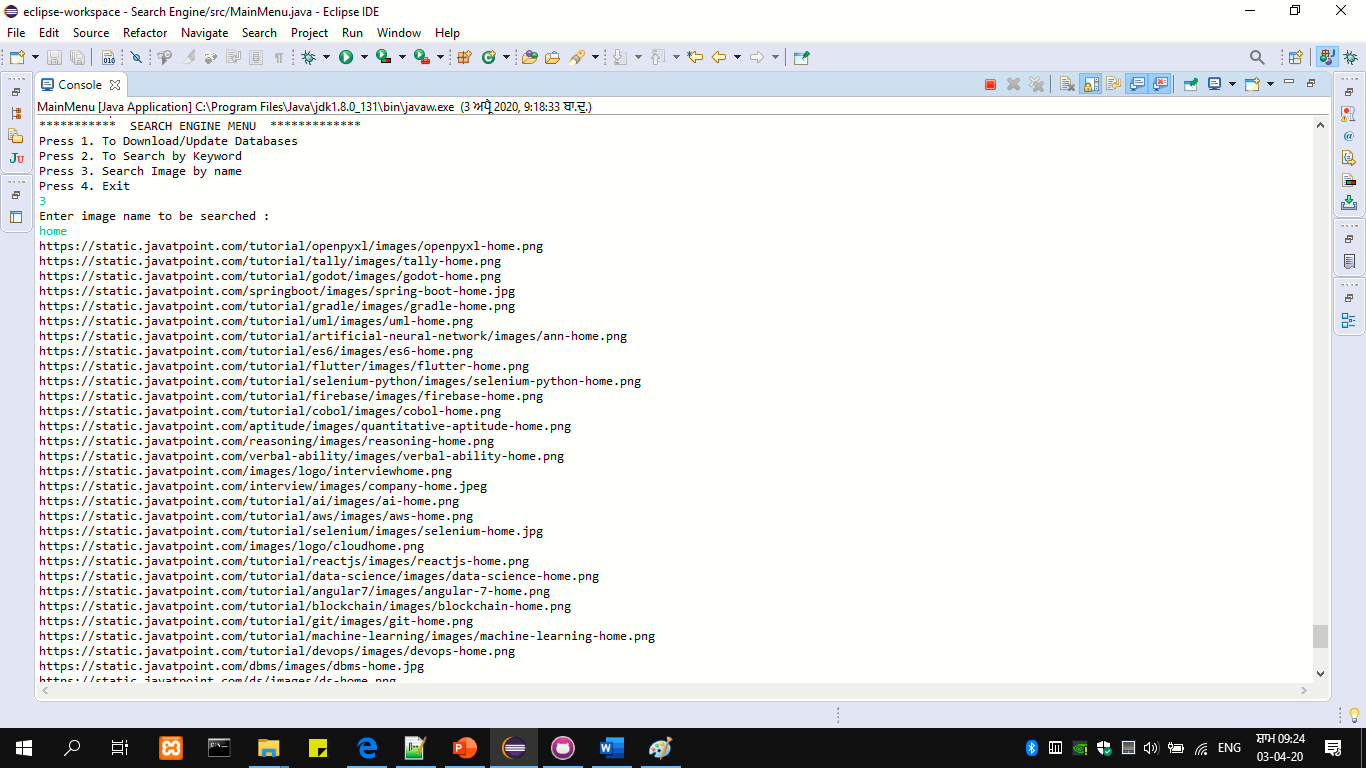 eclipse-workspace - Search Engine/src/MainMenu.java - Eclipse IDE
File Edit Source Refactor Navigate Search Project Run Window Help
Console
MainMenu [Java Application] C:\Program Files\Java\jdk1.8.0_131\bin\javaw.exe (3 ਅਪ੍ਰੈ 2020, 9:18:33 ਬਾ.ਦੁ.)
*********** SEARCH ENGINE MENU *************
Press 1. To Download/Update Databases
Press 2. To Search by Keyword
Press 3. Search Image by name
Press 4. Exit
3
Enter image name to be searched :
home
https://static.javatpoint.com/tutorial/openpyxl/images/openpyxl-home.png
https://static.javatpoint.com/tutorial/tally/images/tally-home.png
https://static.javatpoint.com/tutorial/godot/images/godot-home.png
https://static.javatpoint.com/springboot/images/spring-boot-home.jpg
https://static.javatpoint.com/tutorial/gradle/images/gradle-home.png
https://static.javatpoint.com/tutorial/uml/images/uml-home.png
https://static.javatpoint.com/tutorial/artificial-neural-network/images/ann-home.png
https://static.javatpoint.com/tutorial/es6/images/es6-home.png
https://static.javatpoint.com/tutorial/flutter/images/flutter-home.png
https://static.javatpoint.com/tutorial/selenium-python/images/selenium-python-home.png
https://static.javatpoint.com/tutorial/firebase/images/firebase-home.png
https://static.javatpoint.com/tutorial/cobol/images/cobol-home.png
https://static.javatpoint.com/aptitude/images/quantitative-aptitude-home.png
https://static.javatpoint.com/reasoning/images/reasoning-home.png
https://static.javatpoint.com/verbal-ability/images/verbal-ability-home.png
https://static.javatpoint.com/images/logo/interviewhome.png
https://static.javatpoint.com/interview/images/company-home.jpeg
https://static.javatpoint.com/tutorial/ai/images/ai-home.png
https://static.javatpoint.com/tutorial/aws/images/aws-home.png
https://static.javatpoint.com/tutorial/selenium/images/selenium-home.jpg
https://static.javatpoint.com/images/logo/cloudhome.png
https://static.javatpoint.com/tutorial/reactjs/images/reactjs-home.png
https://static.javatpoint.com/tutorial/data-science/images/data-science-home.png
https://static.javatpoint.com/tutorial/angular7/images/angular-7-home.png
https://static.javatpoint.com/tutorial/blockchain/images/blockchain-home.png
https://static.javatpoint.com/tutorial/git/images/git-home.png
https://static.javatpoint.com/tutorial/machine-learning/images/machine-learning-home.png
https://static.javatpoint.com/tutorial/devops/images/devops-home.png
https://static.javatpoint.com/dbms/images/dbms-home.jpg
https://static.javatpoint.com/ds/images/ds-home.png
ENG
ਸ਼ਾਮ 09:24
03-04-20